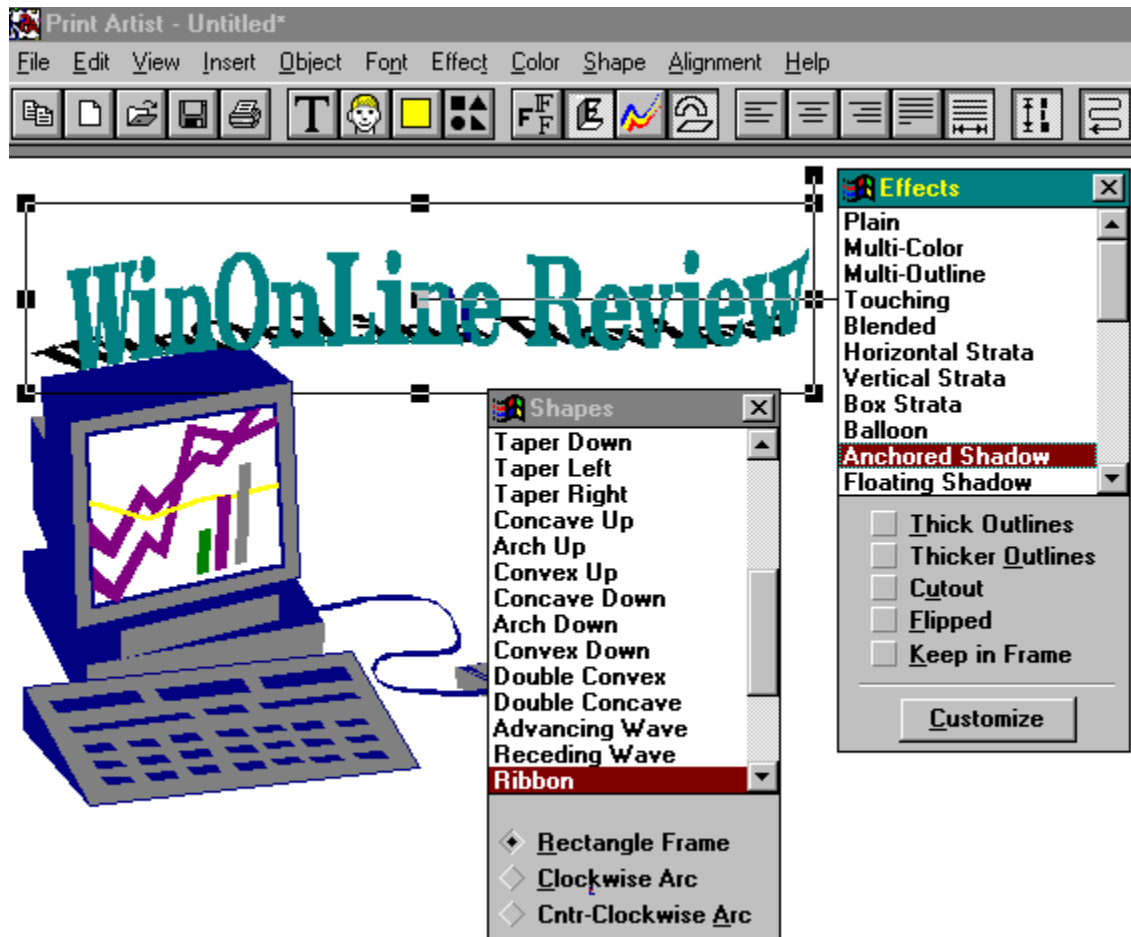 Print Artist - Untitled*
File Edit View Insert Object Font Effect Color Shape Alignment Help
T F F F E
WinOnLine Review
Effects
Plain
Multi-Color
Multi-Outline
Touching
Blended
Horizontal Strata
Vertical Strata
Box Strata
Balloon
Anchored Shadow
Floating Shadow
Thick Outlines
Thicker Outlines
Cutout
Flipped
Keep in Frame
Customize
Shapes
Taper Down
Taper Left
Taper Right
Concave Up
Arch Up
Convex Up
Concave Down
Arch Down
Convex Down
Double Convex
Double Concave
Advancing Wave
Receding Wave
Ribbon
Rectangle Frame
Clockwise Arc
Cntr-Clockwise Arc